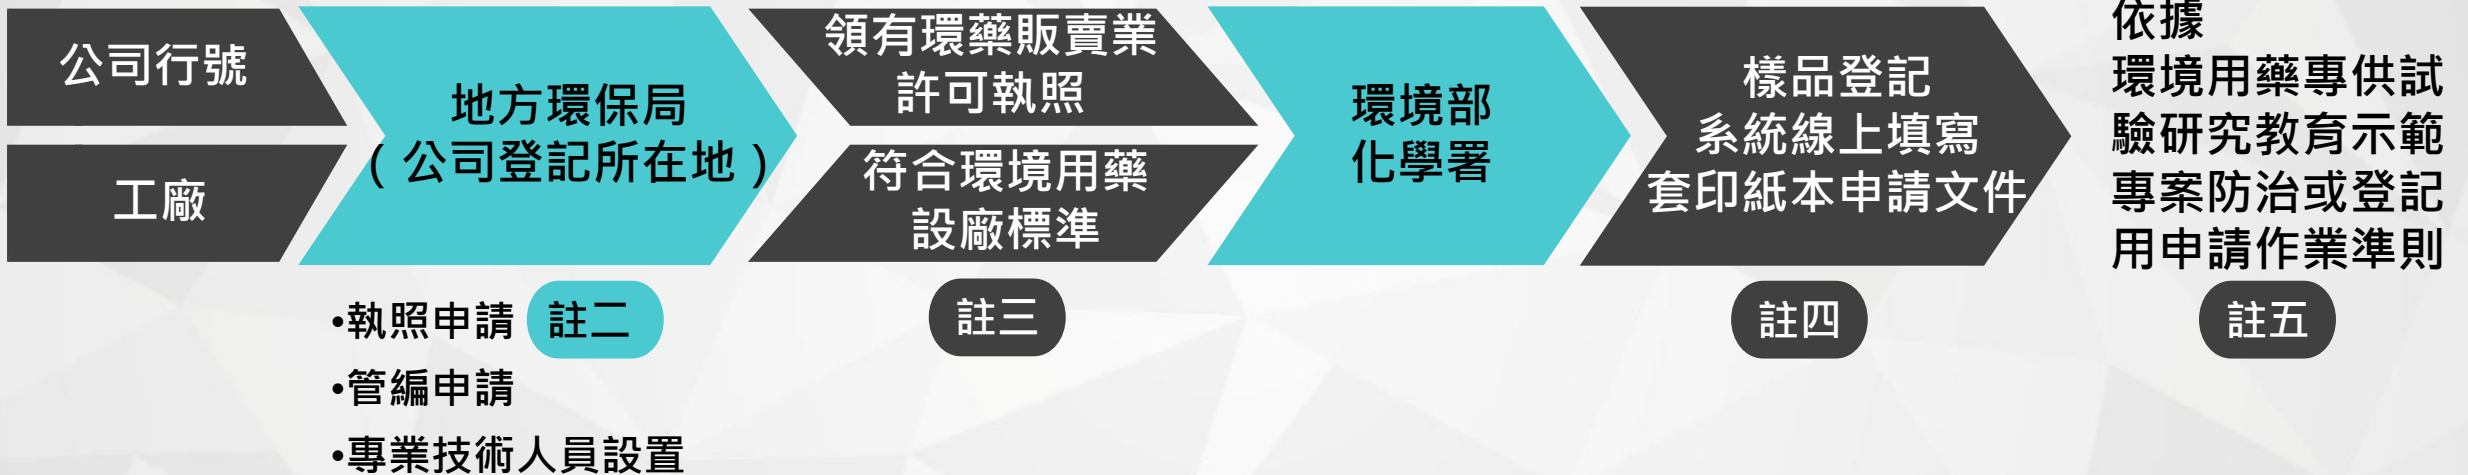 公司行號
工廠
地方環保局
（公司登記所在地）
•執照申請 註二
•管編申請
•專業技術人員設置
領有環藥販賣業
許可執照
符合環境用藥
設廠標準
註三
環境部
化學署
樣品登記
系統線上填寫
套印紙本申請文件
註四
依據
環境用藥專供試
驗研究教育示範
專案防治或登記
用申請作業準則
註五